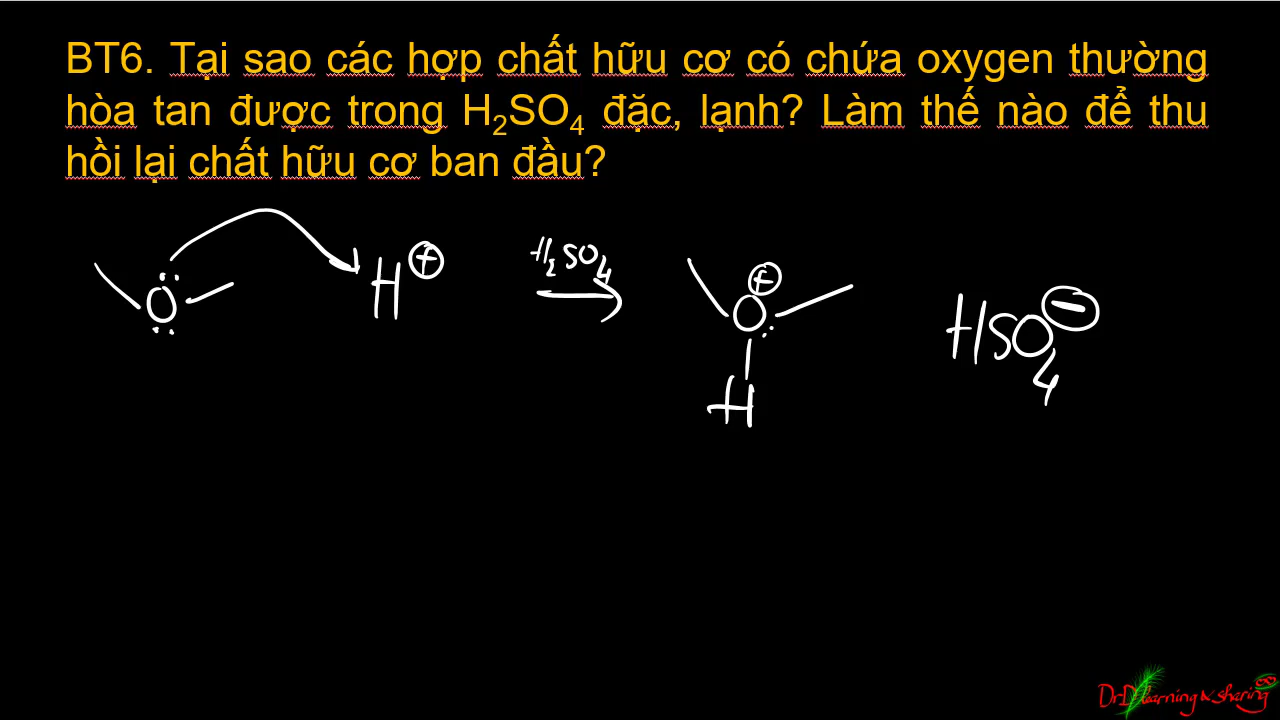 BT6. Tại sao các hợp chất hữu cơ có chứa oxygen thường
hòa tan được trong H₂SO₄ đặc, lạnh? Làm thế nào để thu
hồi lại chất hữu cơ ban đầu?
O H⊕ H₂SO₄ O⊕ HSO₄⊖
H
Dr.D-learning & sharing